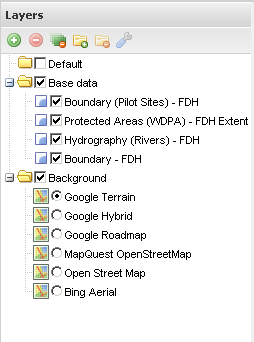 Layers
Default
Base data
Boundary (Pilot Sites) - FDH
Protected Areas (WDPA) - FDH Extent
Hydrography (Rivers) - FDH
Boundary - FDH
Background
Google Terrain
Google Hybrid
Google Roadmap
MapQuest OpenStreetMap
Open Street Map
Bing Aerial